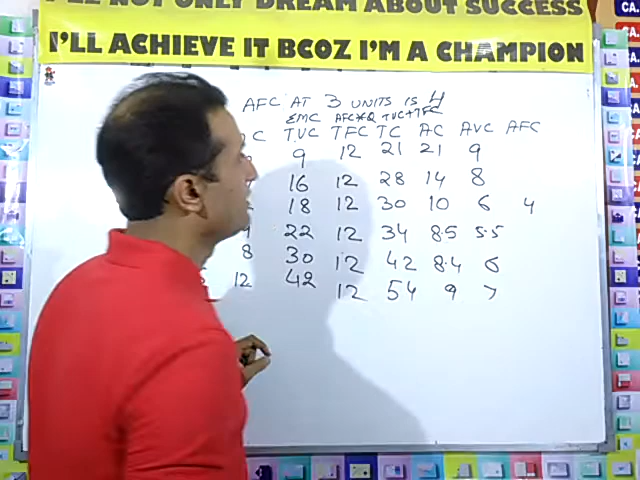 I'LL NOT ONLY DREAM ABOUT SUCCESS
I'LL ACHIEVE IT BCOZ I'M A CHAMPION
CA.
AFC AT 3 UNITS IS 4
ΣMC AFC*Q TVC+TFC
C TVC TFC TC AC AVC AFC
9 12 21 21 9
16 12 28 14 8
18 12 30 10 6 4
22 12 34 8.5 5.5
8 30 12 42 8.4 6
12 42 12 54 9 7